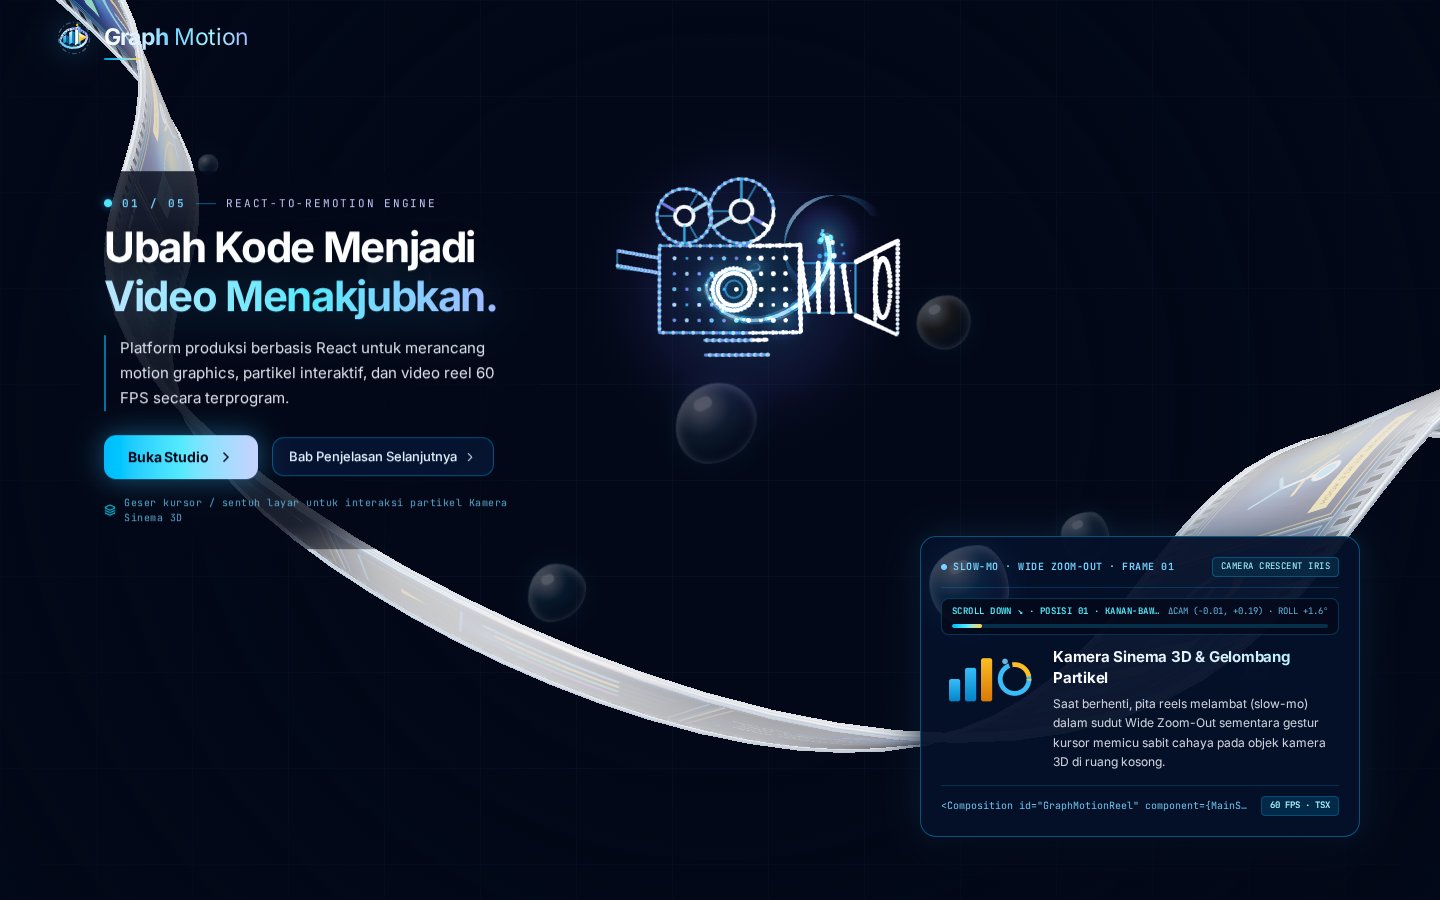 Graph Motion
01 / 05 REACT-TO-REMOTION ENGINE
Ubah Kode Menjadi
Video Menakjubkan.
Platform produksi berbasis React untuk merancang
motion graphics, partikel interaktif, dan video reel 60
FPS secara terprogram.
Buka Studio
Bab Penjelasan Selanjutnya
Geser kursor / sentuh layar untuk interaksi partikel Kamera
Sinema 3D
SLOW-MO · WIDE ZOOM-OUT · FRAME 01
CAMERA CRESCENT IRIS
SCROLL DOWN ↘ · POSISI 01 · KANAN-BAW… ΔCAM (-0.01, +0.19) · ROLL +1.6°
Kamera Sinema 3D & Gelombang
Partikel
Saat berhenti, pita reels melambat (slow-mo)
dalam sudut Wide Zoom-Out sementara gestur
kursor memicu sabit cahaya pada objek kamera
3D di ruang kosong.
<Composition id="GraphMotionReel" component={MainS…
60 FPS · TSX